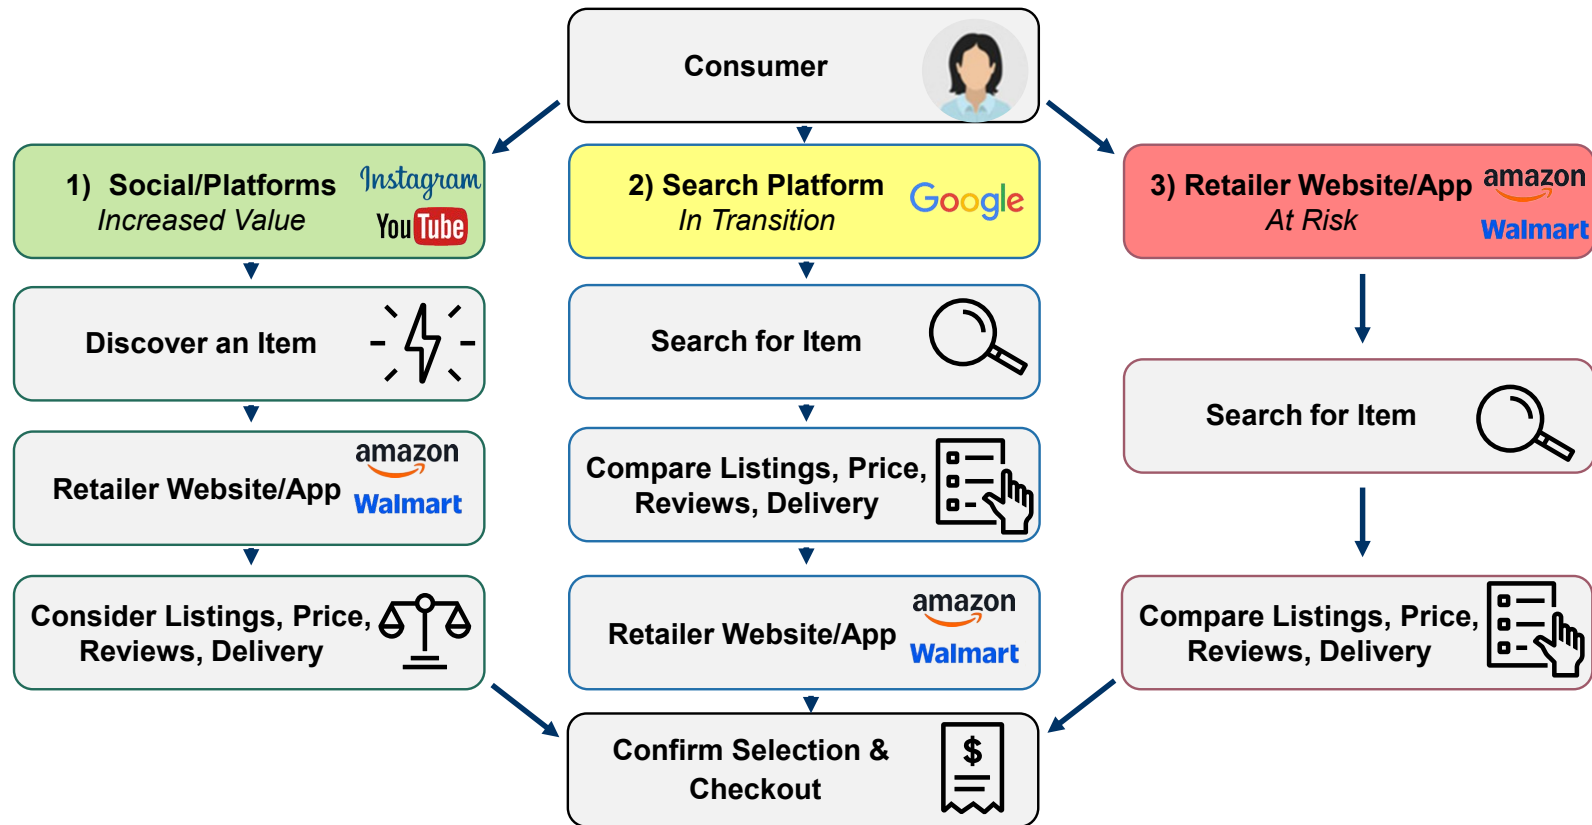 Consumer
1) Social/Platforms
Increased Value
Instagram
YouTube
2) Search Platform
In Transition
Google
3) Retailer Website/App
At Risk
amazon
Walmart
Discover an Item
Retailer Website/App
amazon
Walmart
Consider Listings, Price,
Reviews, Delivery
Search for Item
Compare Listings, Price,
Reviews, Delivery
Retailer Website/App
amazon
Walmart
Search for Item
Compare Listings, Price,
Reviews, Delivery
Confirm Selection &
Checkout
$